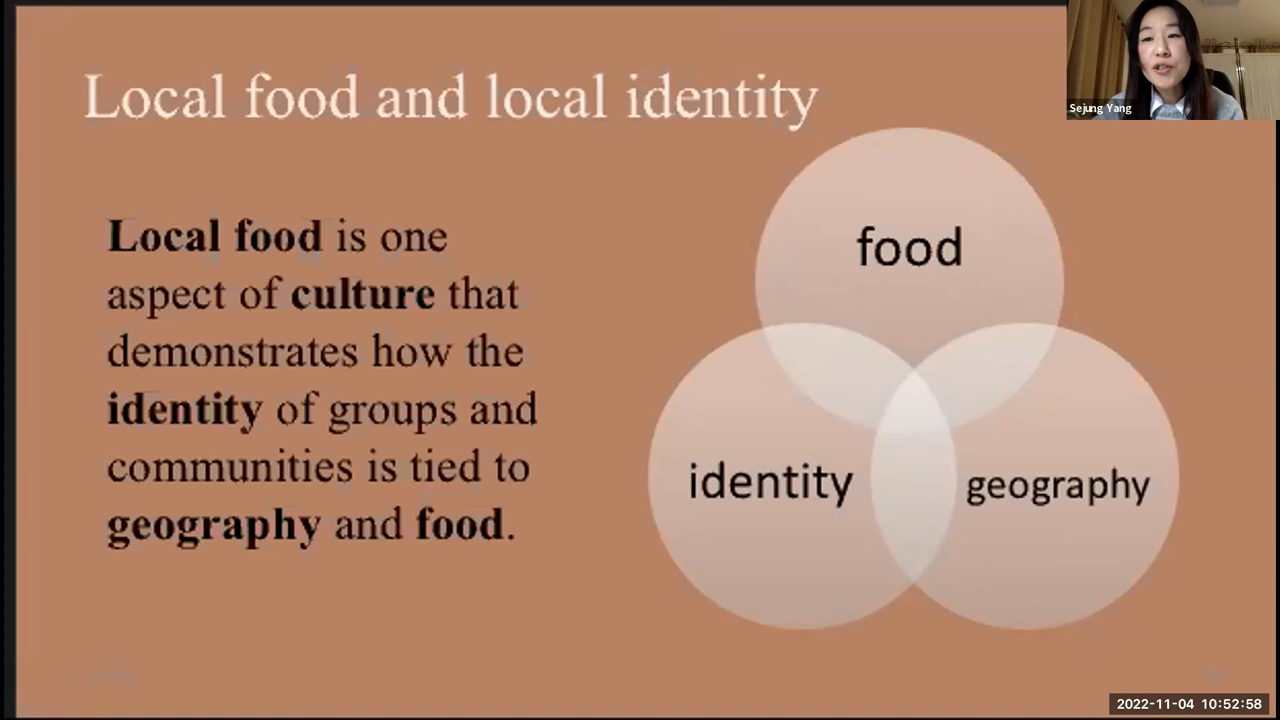 Local food and local identity
Sejung Yang
Local food is one
aspect of culture that
demonstrates how the
identity of groups and
communities is tied to
geography and food.
food
identity
geography
2022-11-04 10:52:58